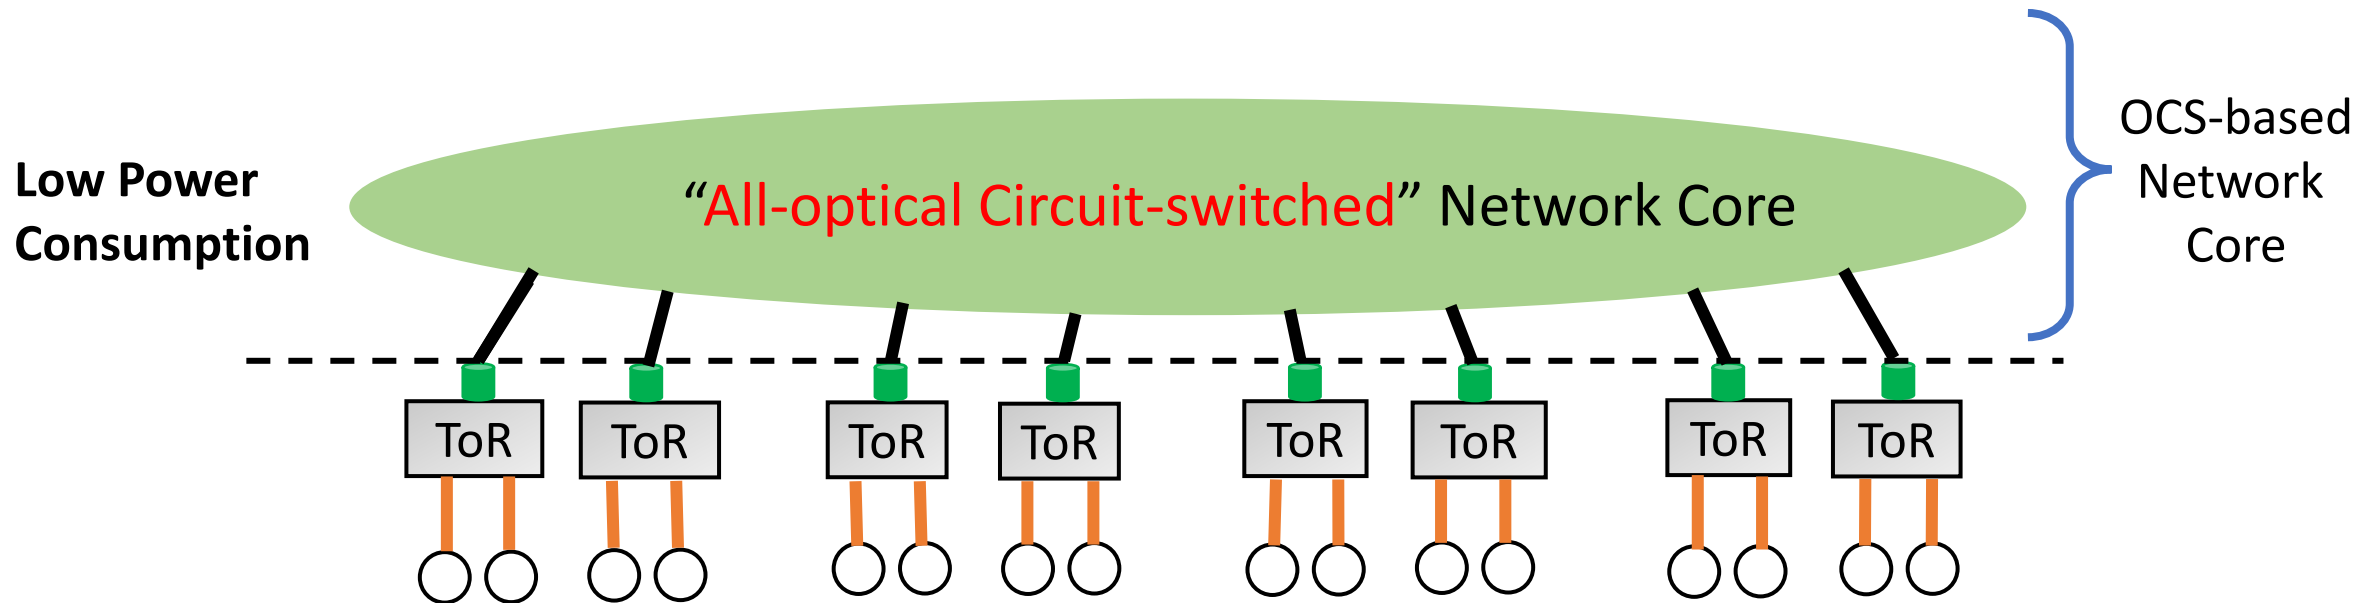 Low Power
Consumption
“All-optical Circuit-switched” Network Core
OCS-based
Network
Core
ToR
ToR
ToR
ToR
ToR
ToR
ToR
ToR